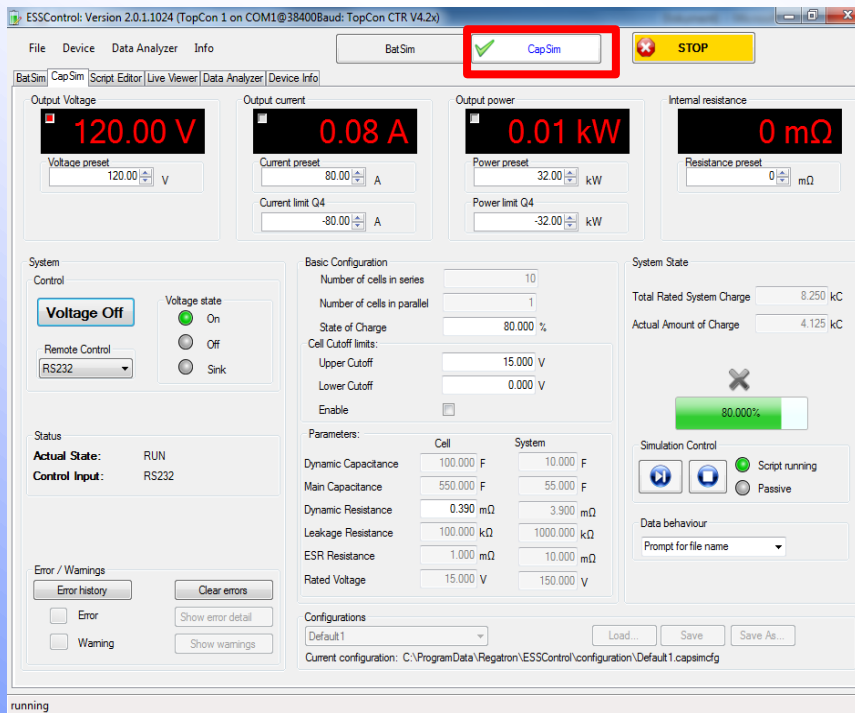 ESSControl: Version 2.0.1.1024 (TopCon 1 on COM1@38400Baud: TopCon CTR V4.2x)
File Device Data Analyzer Info BatSim CapSim STOP
BatSim CapSim Script Editor Live Viewer Data Analyzer Device Info
Output Voltage Output current Output power Internal resistance
120.00 V 0.08 A 0.01 kW 0 mΩ
Voltage preset Current preset Power preset Resistance preset
120.00 V 80.00 A 32.00 kW 0 mΩ
Current limit Q4 Power limit Q4
-80.00 A -32.00 kW
System
Control
Voltage Off
Voltage state
On
Off
Sink
Remote Control
RS232
Status
Actual State: RUN
Control Input: RS232
Error / Warnings
Error history Clear errors
Error Show error detail
Warning Show warnings
Basic Configuration
Number of cells in series 10
Number of cells in parallel 1
State of Charge 80.000 %
Cell Cutoff limits:
Upper Cutoff 15.000 V
Lower Cutoff 0.000 V
Enable
Parameters:
Cell System
Dynamic Capacitance 100.000 F 10.000 F
Main Capacitance 550.000 F 55.000 F
Dynamic Resistance 0.390 mΩ 3.900 mΩ
Leakage Resistance 100.000 kΩ 1000.000 kΩ
ESR Resistance 1.000 mΩ 10.000 mΩ
Rated Voltage 15.000 V 150.000 V
Configurations
Default1 Load... Save Save As...
Current configuration: C:\ProgramData\Regatron\ESSControl\configuration\Default1.capsimcfg
System State
Total Rated System Charge 8.250 kC
Actual Amount of Charge 4.125 kC
80.000%
Simulation Control
Script running
Passive
Data behaviour
Prompt for file name
running